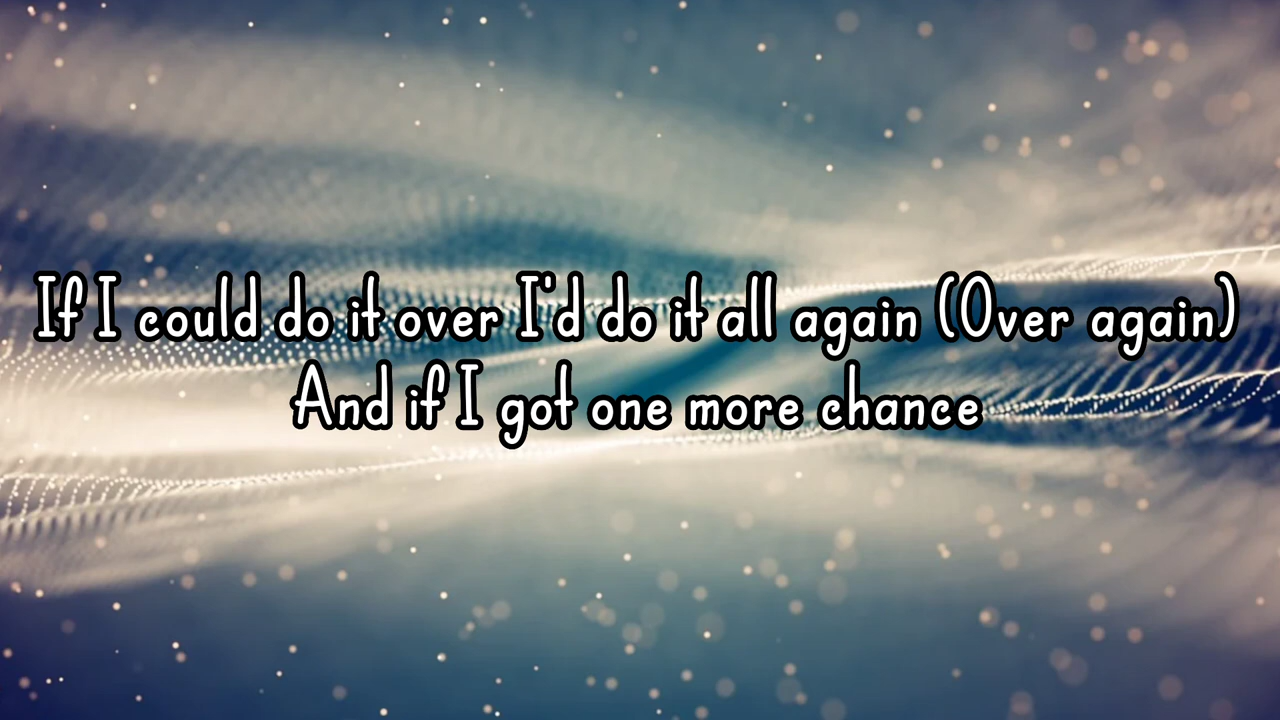 If I could do it over I'd do it all again (Over again)
And if I got one more chance